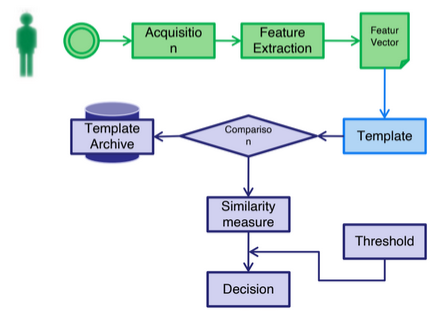 Acquisitio
n
Feature
Extraction
Featur
Vector
Template
Compariso
n
Template
Archive
Similarity
measure
Threshold
Decision